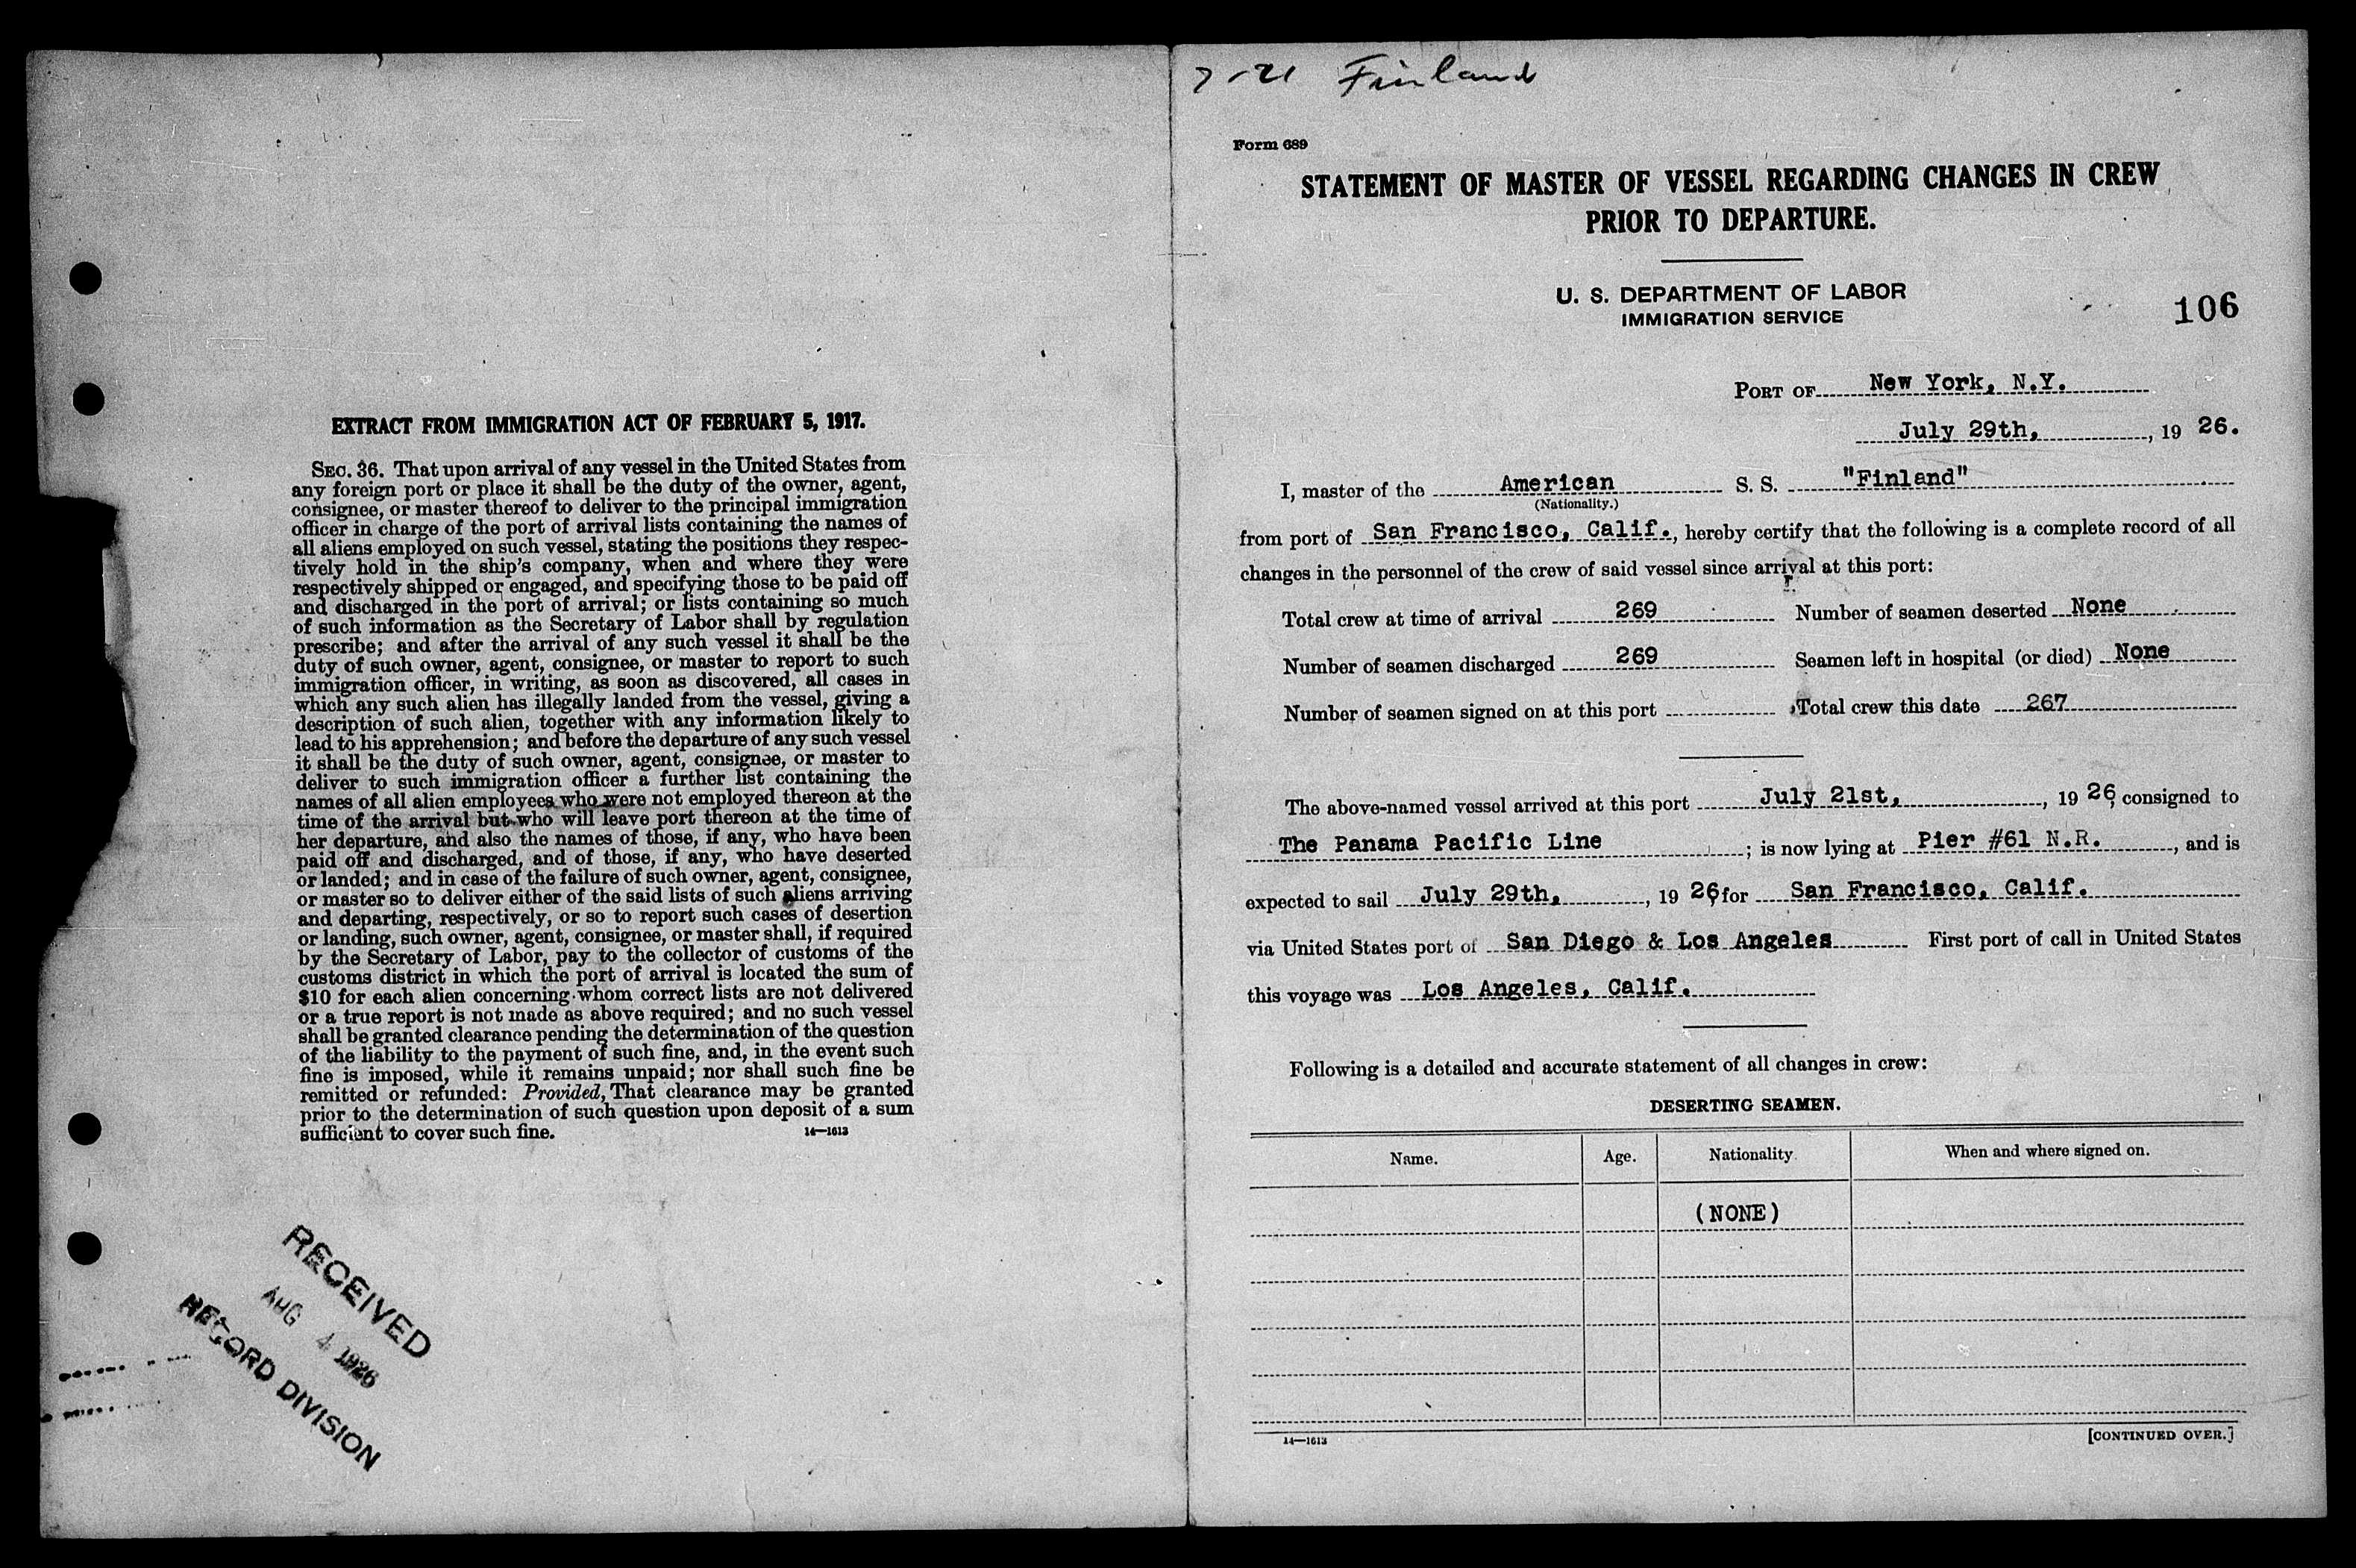 EXTRACT FROM IMMIGRATION ACT OF FEBRUARY 5, 1917.
SEC. 36. That upon arrival of any vessel in the United States from
any foreign port or place it shall be the duty of the owner, agent,
consignee, or master thereof to deliver to the principal immigration
officer in charge of the port of arrival lists containing the names of
all aliens employed on such vessel, stating the positions they respec-
tively hold in the ship's company, when and where they were
respectively shipped or engaged, and specifying those to be paid off
and discharged in the port of arrival; or lists containing so much
of such information as the Secretary of Labor shall by regulation
prescribe; and after the arrival of any such vessel it shall be the
duty of such owner, agent, consignee, or master to report to such
immigration officer, in writing, as soon as discovered, all cases in
which any such alien has illegally landed from the vessel, giving a
description of such alien, together with any information likely to
lead to his apprehension; and before the departure of any such vessel
it shall be the duty of such owner, agent, consignee, or master to
deliver to such immigration officer a further list containing the
names of all alien employees who were not employed thereon at the
time of the arrival but who will leave port thereon at the time of
her departure, and also the names of those, if any, who have been
paid off and discharged, and of those, if any, who have deserted
or landed; and in case of the failure of such owner, agent, consignee,
or master so to deliver either of the said lists of such aliens arriving
and departing, respectively, or so to report such cases of desertion
or landing, such owner, agent, consignee, or master shall, if required
by the Secretary of Labor, pay to the collector of customs of the
customs district in which the port of arrival is located the sum of
$10 for each alien concerning whom correct lists are not delivered
or a true report is not made as above required; and no such vessel
shall be granted clearance pending the determination of the question
of the liability to the payment of such fine, and, in the event such
fine is imposed, while it remains unpaid; nor shall such fine be
remitted or refunded: Provided, That clearance may be granted
prior to the determination of such question upon deposit of a sum
sufficient to cover such fine. 14—1613
RECEIVED
AUG 4 1926
RECORD DIVISION
7-21 Finland
Form 689
STATEMENT OF MASTER OF VESSEL REGARDING CHANGES IN CREW
PRIOR TO DEPARTURE.
U. S. DEPARTMENT OF LABOR
IMMIGRATION SERVICE
106
PORT OF New York, N.Y.
July 29th, , 19 26.
I, master of the American S. S. "Finland"
(Nationality.)
from port of San Francisco, Calif., hereby certify that the following is a complete record of all
changes in the personnel of the crew of said vessel since arrival at this port:
Total crew at time of arrival 269 Number of seamen deserted None
Number of seamen discharged 269 Seamen left in hospital (or died) None
Number of seamen signed on at this port Total crew this date 267
The above-named vessel arrived at this port July 21st, , 19 26, consigned to
The Panama Pacific Line ; is now lying at Pier #61 N.R. , and is
expected to sail July 29th, , 19 26, for San Francisco, Calif.
via United States port of San Diego & Los Angeles First port of call in United States
this voyage was Los Angeles, Calif.
Following is a detailed and accurate statement of all changes in crew:
DESERTING SEAMEN.
Name. Age. Nationality. When and where signed on.
(NONE)
14—1613 [CONTINUED OVER.]